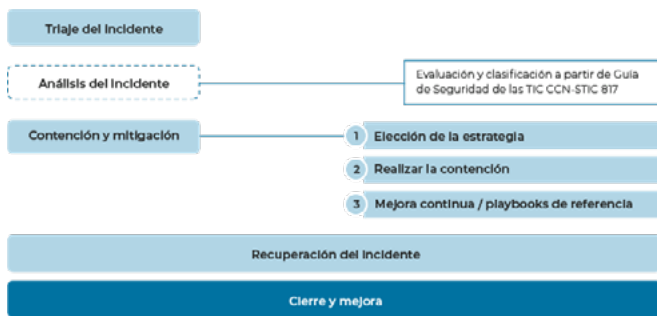 Triaje del incidente
Análisis del incidente
Evaluación y clasificación a partir de Guía
de Seguridad de las TIC CCN-STIC 817
Contención y mitigación
1 Elección de la estrategia
2 Realizar la contención
3 Mejora continua / playbooks de referencia
Recuperación del incidente
Cierre y mejora